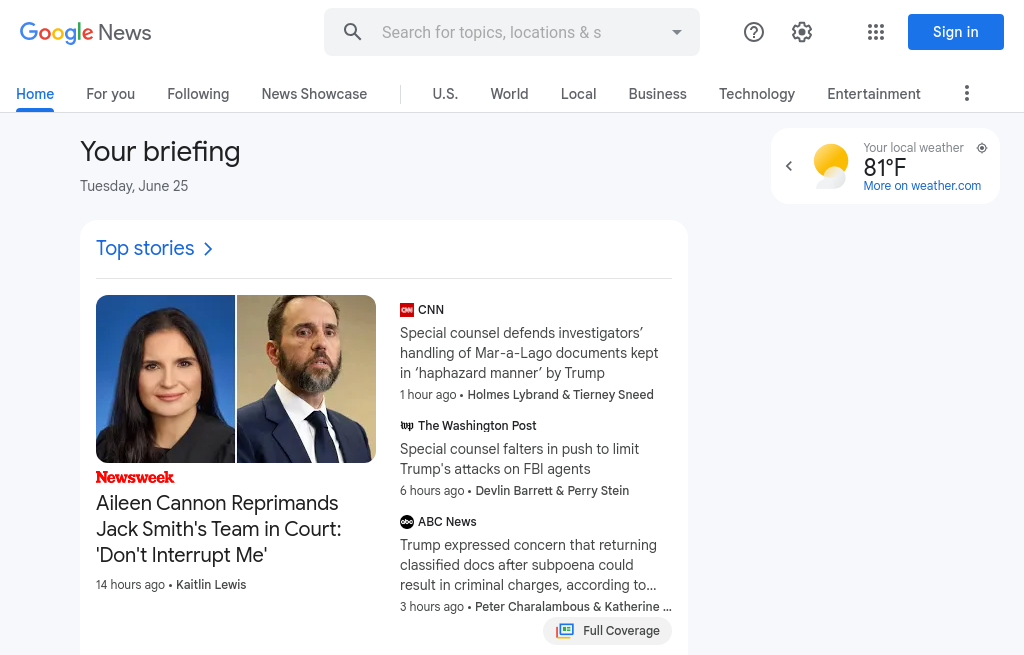 Google News
Search for topics, locations & s
Sign in
Home
For you
Following
News Showcase
U.S.
World
Local
Business
Technology
Entertainment
Your briefing
Tuesday, June 25
Your local weather
81°F
More on weather.com
Top stories
Newsweek
Aileen Cannon Reprimands
Jack Smith's Team in Court:
'Don't Interrupt Me'
14 hours ago • Kaitlin Lewis
CNN
CNN
Special counsel defends investigators’
handling of Mar-a-Lago documents kept
in ‘haphazard manner’ by Trump
1 hour ago • Holmes Lybrand & Tierney Sneed
wp
The Washington Post
Special counsel falters in push to limit
Trump's attacks on FBI agents
6 hours ago • Devlin Barrett & Perry Stein
abc
ABC News
Trump expressed concern that returning
classified docs after subpoena could
result in criminal charges, according to...
3 hours ago • Peter Charalambous & Katherine ...
Full Coverage